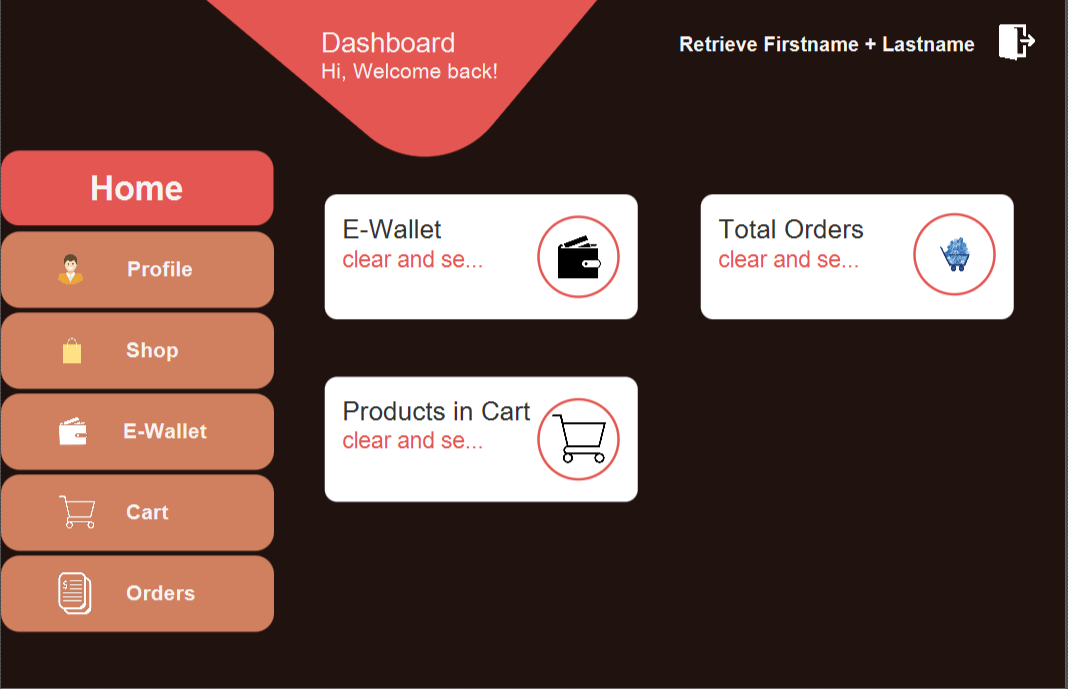 Dashboard
Hi, Welcome back!
Retrieve Firstname + Lastname
Home
Profile
Shop
E-Wallet
Cart
Orders
E-Wallet
clear and se...
Total Orders
clear and se...
Products in Cart
clear and se...